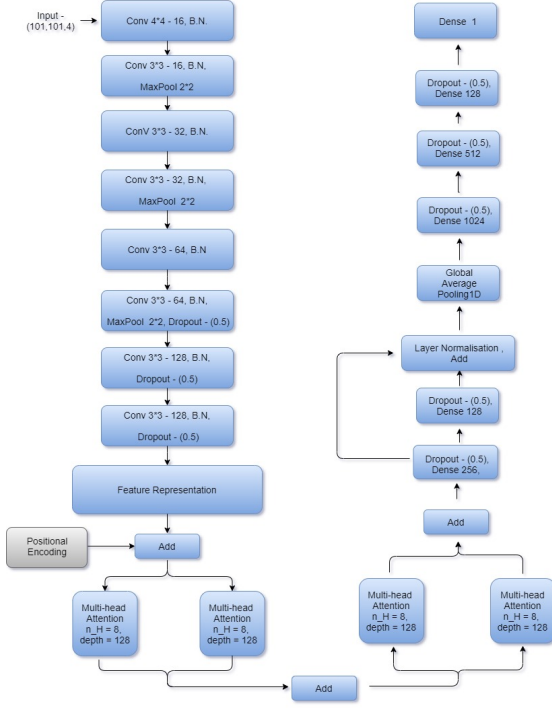 Input -
(101,101,4)
Conv 4*4 - 16, B.N.
Conv 3*3 - 16, B.N,
MaxPool 2*2
ConV 3*3 - 32, B.N.
Conv 3*3 - 32, B.N,
MaxPool 2*2
Conv 3*3 - 64, B.N
Conv 3*3 - 64, B.N,
MaxPool 2*2, Dropout - (0.5)
Conv 3*3 - 128, B.N,
Dropout - (0.5)
Conv 3*3 - 128, B.N,
Dropout - (0.5)
Feature Representation
Positional
Encoding
Add
Multi-head
Attention
n_H = 8,
depth = 128
Multi-head
Attention
n_H = 8,
depth = 128
Add
Multi-head
Attention
n_H = 8,
depth = 128
Multi-head
Attention
n_H = 8,
depth = 128
Add
Dropout - (0.5),
Dense 256,
Dropout - (0.5),
Dense 128
Layer Normalisation ,
Add
Global
Average
Pooling1D
Dropout - (0.5),
Dense 1024
Dropout - (0.5),
Dense 512
Dropout - (0.5),
Dense 128
Dense 1